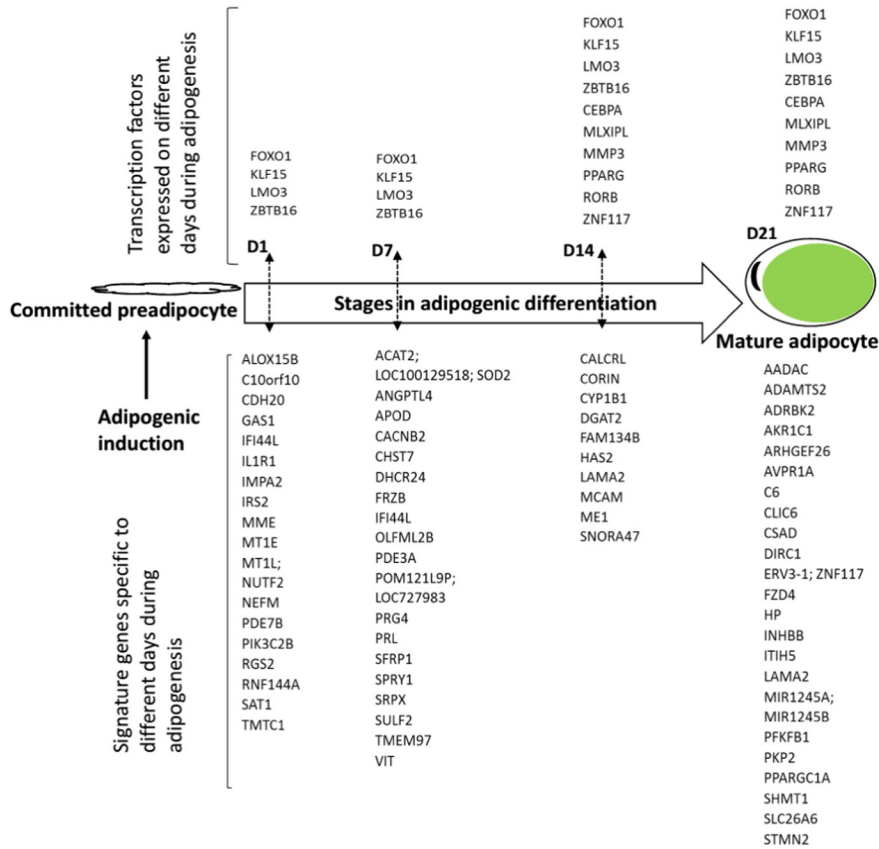 Transcription factors
expressed on different
days during adipogenesis
FOXO1
KLF15
LMO3
ZBTB16
D1
FOXO1
KLF15
LMO3
ZBTB16
D7
FOXO1
KLF15
LMO3
ZBTB16
CEBPA
MLXIPL
MMP3
PPARG
RORB
ZNF117
D14
FOXO1
KLF15
LMO3
ZBTB16
CEBPA
MLXIPL
MMP3
PPARG
RORB
ZNF117
D21
Committed preadipocyte
Stages in adipogenic differentiation
Mature adipocyte
Adipogenic
induction
Signature genes specific to
different days during
adipogenesis
ALOX15B
C10orf10
CDH20
GAS1
IFI44L
IL1R1
IMPA2
IRS2
MME
MT1E
MT1L;
NUTF2
NEFM
PDE7B
PIK3C2B
RGS2
RNF144A
SAT1
TMTC1
ACAT2;
LOC100129518; SOD2
ANGPTL4
APOD
CACNB2
CHST7
DHCR24
FRZB
IFI44L
OLFML2B
PDE3A
POM121L9P;
LOC727983
PRG4
PRL
SFRP1
SPRY1
SRPX
SULF2
TMEM97
VIT
CALCRL
CORIN
CYP1B1
DGAT2
FAM134B
HAS2
LAMA2
MCAM
ME1
SNORA47
AADAC
ADAMTS2
ADRBK2
AKR1C1
ARHGEF26
AVPR1A
C6
CLIC6
CSAD
DIRC1
ERV3-1; ZNF117
FZD4
HP
INHBB
ITIH5
LAMA2
MIR1245A;
MIR1245B
PFKFB1
PKP2
PPARGC1A
SHMT1
SLC26A6
STMN2